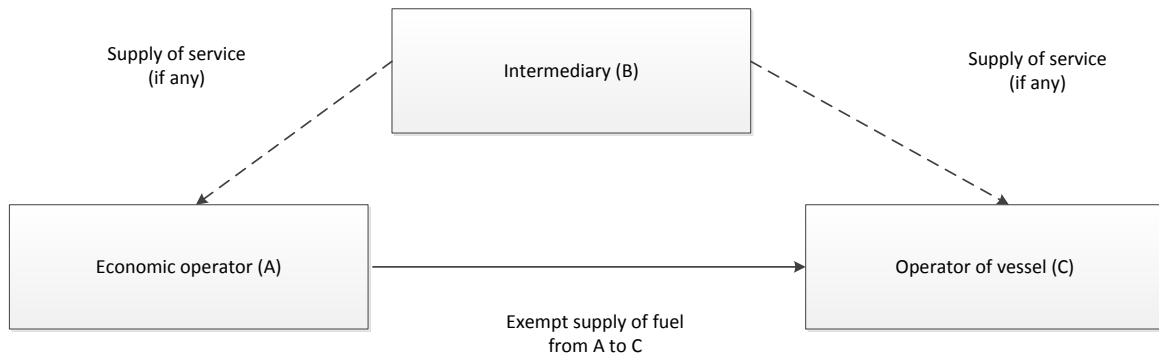 Supply of service
(if any)
Intermediary (B)
Supply of service
(if any)
Economic operator (A)
Operator of vessel (C)
Exempt supply of fuel
from A to C